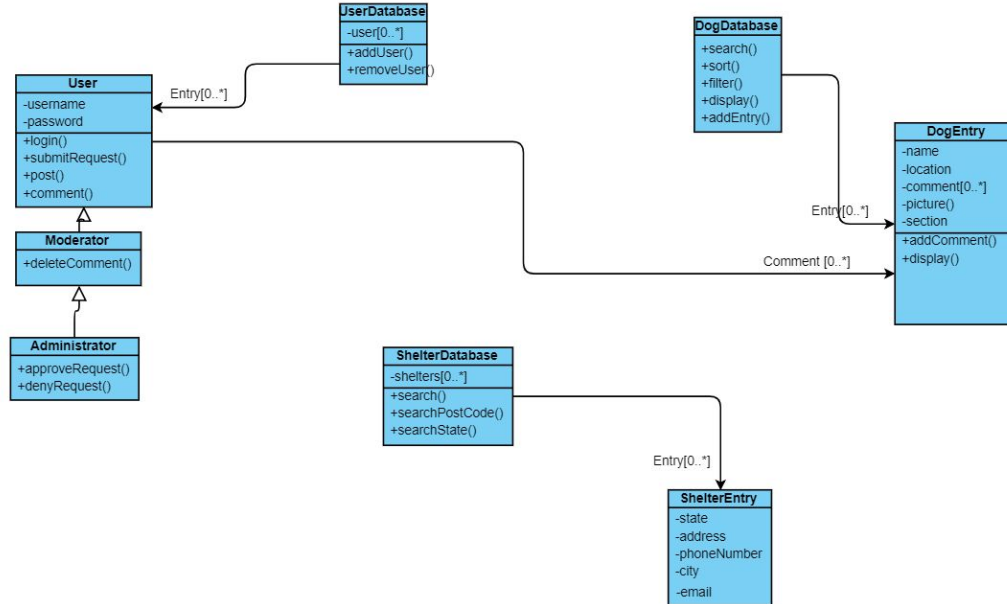 UserDatabase
-user[0..*]
+addUser()
+removeUser()
DogDatabase
+search()
+sort()
+filter()
+display()
+addEntry()
User
-username
-password
+login()
+submitRequest()
+post()
+comment()
Entry[0..*]
DogEntry
-name
-location
-comment[0..*]
-picture()
-section
+addComment()
+display()
Entry[0..*]
Comment [0..*]
Moderator
+deleteComment()
Administrator
+approveRequest()
+denyRequest()
ShelterDatabase
-shelters[0..*]
+search()
+searchPostCode()
+searchState()
Entry[0..*]
ShelterEntry
-state
-address
-phoneNumber
-city
-email